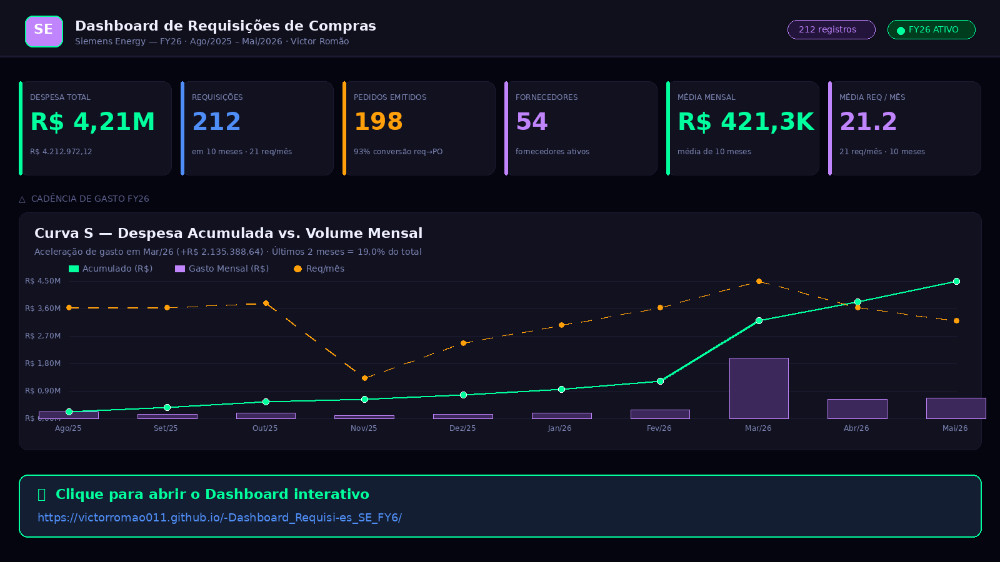 SE
Dashboard de Requisições de Compras
Siemens Energy — FY26 · Ago/2025 – Mai/2026 · Victor Romão
212 registros
FY26 ATIVO
DESPESA TOTAL
R$ 4,21M
R$ 4.212.972,12
REQUISIÇÕES
212
em 10 meses · 21 req/mês
PEDIDOS EMITIDOS
198
93% conversão req→PO
FORNECEDORES
54
fornecedores ativos
MÉDIA MENSAL
R$ 421,3K
média de 10 meses
MÉDIA REQ / MÊS
21.2
21 req/mês · 10 meses
△ CADÊNCIA DE GASTO FY26
Curva S — Despesa Acumulada vs. Volume Mensal
Aceleração de gasto em Mar/26 (+R$ 2.135.388,64) · Últimos 2 meses = 19,0% do total
Acumulado (R$)
Gasto Mensal (R$)
Req/mês
R$ 4,50M
R$ 3,60M
R$ 2,70M
R$ 1,80M
R$ 0,90M
R$ 0,00M
Ago/25
Set/25
Out/25
Nov/25
Dez/25
Jan/26
Fev/26
Mar/26
Abr/26
Mai/26
Clique para abrir o Dashboard interativo
https://victorromao011.github.io/-Dashboard_Requisi-es_SE_FY6/